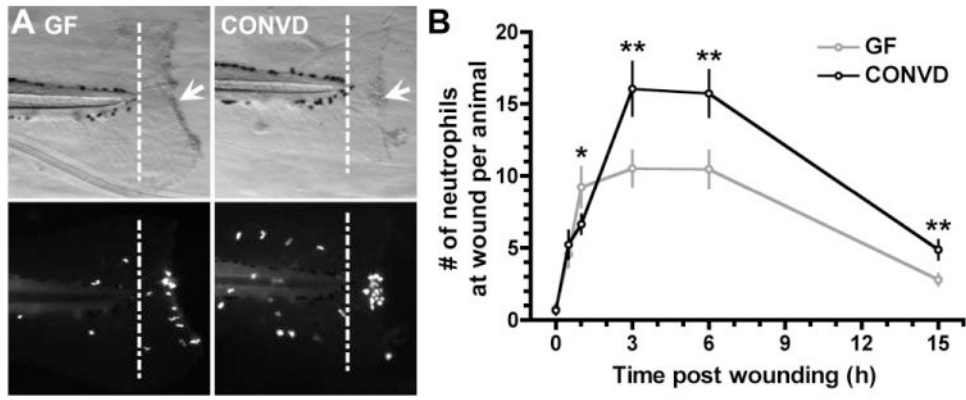 A GF
CONVD
B
# of neutrophils
at wound per animal
20
15
10
5
0
*
**
**
**
GF
CONVD
0 3 6 9 12 15
Time post wounding (h)